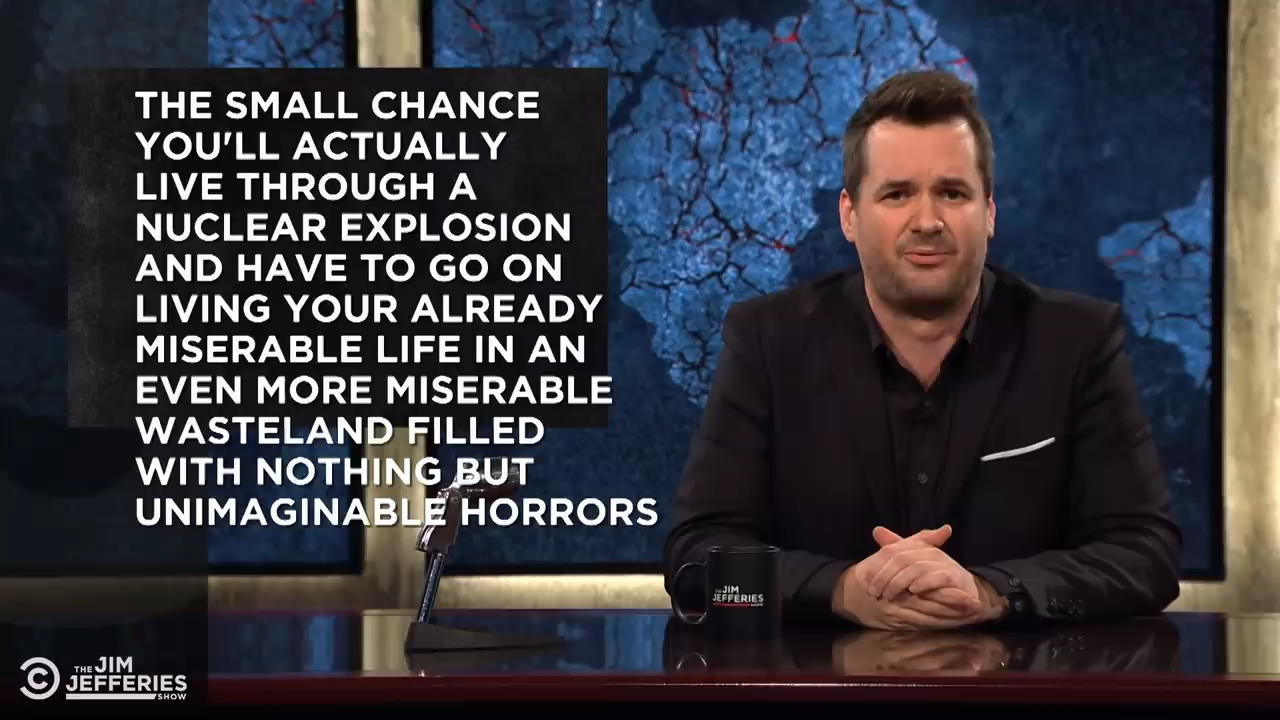 THE SMALL CHANCE
YOU'LL ACTUALLY
LIVE THROUGH A
NUCLEAR EXPLOSION
AND HAVE TO GO ON
LIVING YOUR ALREADY
MISERABLE LIFE IN AN
EVEN MORE MISERABLE
WASTELAND FILLED
WITH NOTHING BUT
UNIMAGINABLE HORRORS
THE JIM
JEFFERIES
SHOW
THE JIM
JEFFERIES
SHOW